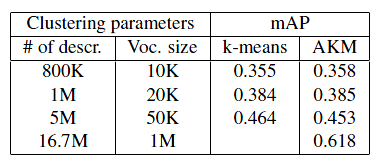 Clustering parameters mAP
# of descr. Voc. size k-means AKM
800K 10K 0.355 0.358
1M 20K 0.384 0.385
5M 50K 0.464 0.453
16.7M 1M 0.618